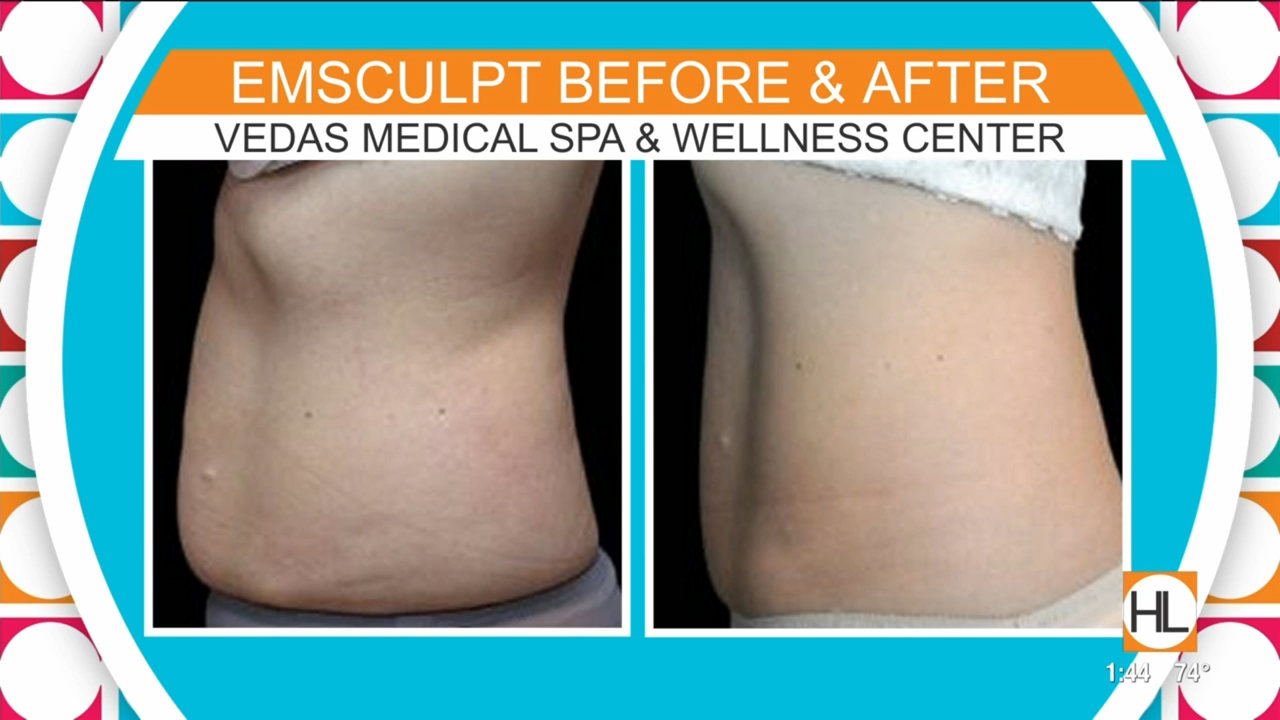 EMSCULPT BEFORE & AFTER
VEDAS MEDICAL SPA & WELLNESS CENTER
HL
1:44 74°